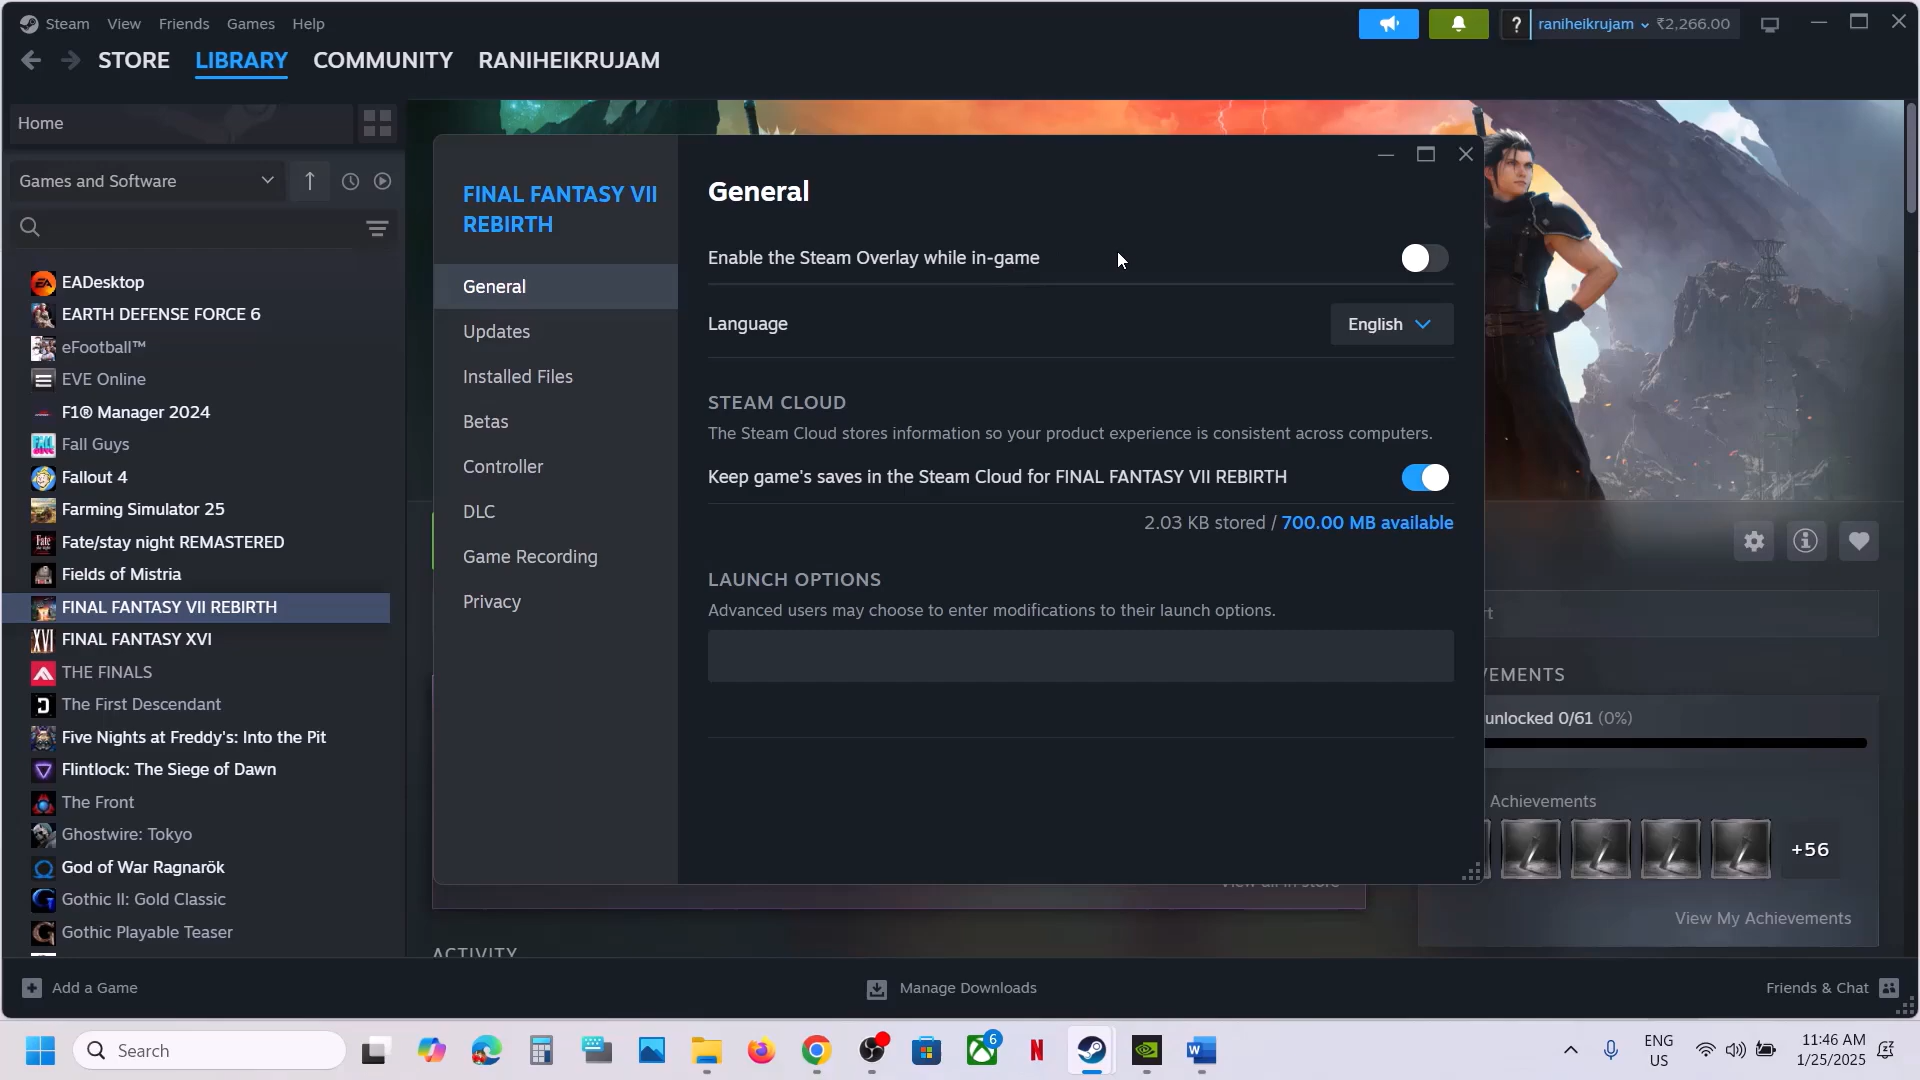 Steam View Friends Games Help
? raniheikrujam ₹2,266.00
STORE LIBRARY COMMUNITY RANIHEIKRUJAM
Home
Games and Software
EADesktop
EARTH DEFENSE FORCE 6
eFootball™
EVE Online
F1® Manager 2024
Fall Guys
Fallout 4
Farming Simulator 25
Fate/stay night REMASTERED
Fields of Mistria
FINAL FANTASY VII REBIRTH
FINAL FANTASY XVI
THE FINALS
The First Descendant
Five Nights at Freddy's: Into the Pit
Flintlock: The Siege of Dawn
The Front
Ghostwire: Tokyo
God of War Ragnarök
Gothic II: Gold Classic
Gothic Playable Teaser
FINAL FANTASY VII
REBIRTH
General
Updates
Installed Files
Betas
Controller
DLC
Game Recording
Privacy
General
Enable the Steam Overlay while in-game
Language English
STEAM CLOUD
The Steam Cloud stores information so your product experience is consistent across computers.
Keep game's saves in the Steam Cloud for FINAL FANTASY VII REBIRTH
2.03 KB stored / 700.00 MB available
LAUNCH OPTIONS
Advanced users may choose to enter modifications to their launch options.
unlocked 0/61 (0%)
Achievements
+56
View My Achievements
ACTIVITY
Add a Game
Manage Downloads
Friends & Chat
Search
6
ENG
US
11:46 AM
1/25/2025